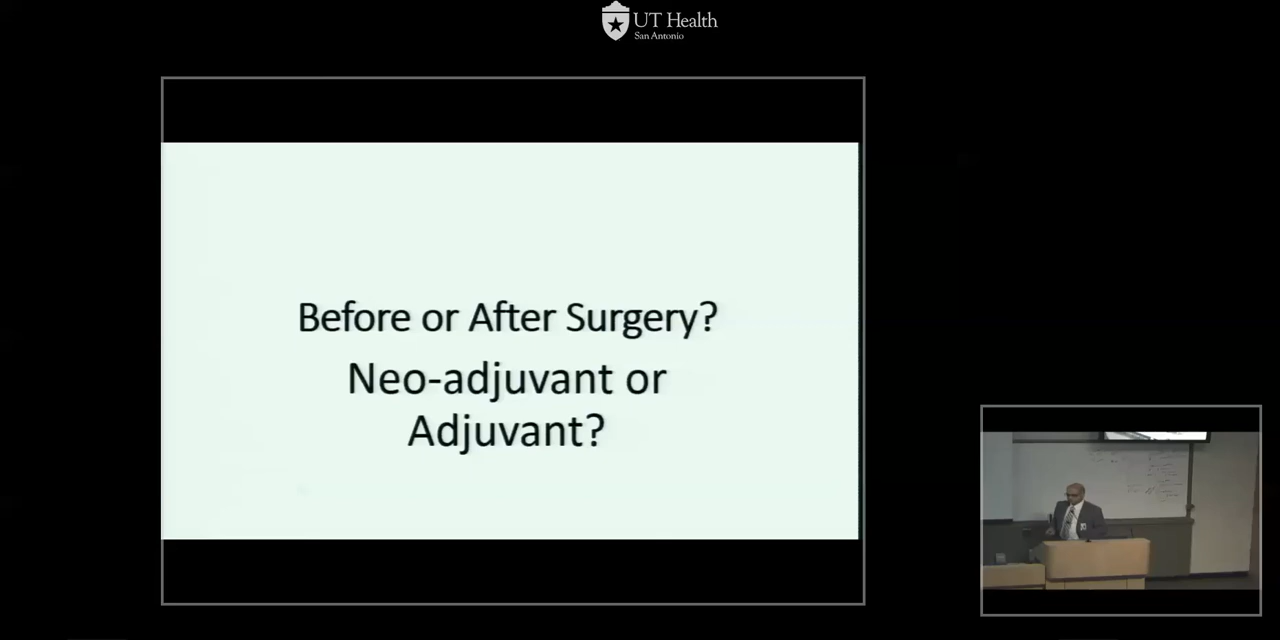 UT Health
San Antonio
Before or After Surgery?
Neo-adjuvant or
Adjuvant?